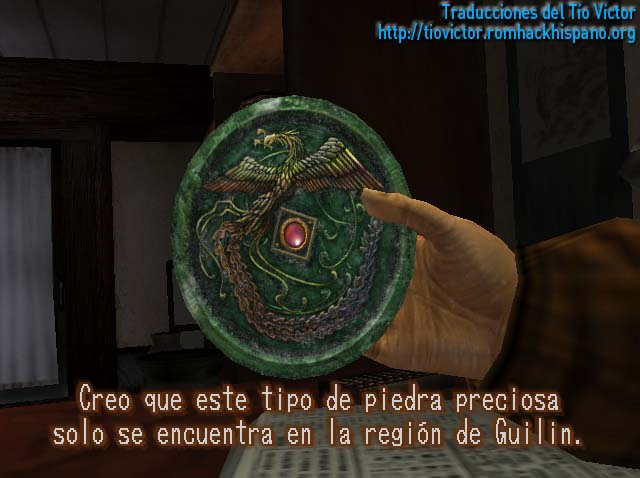 Traducciones del Tío Víctor
http://tiovictor.romhackhispano.org
Creo que este tipo de piedra preciosa
solo se encuentra en la región de Guilin.